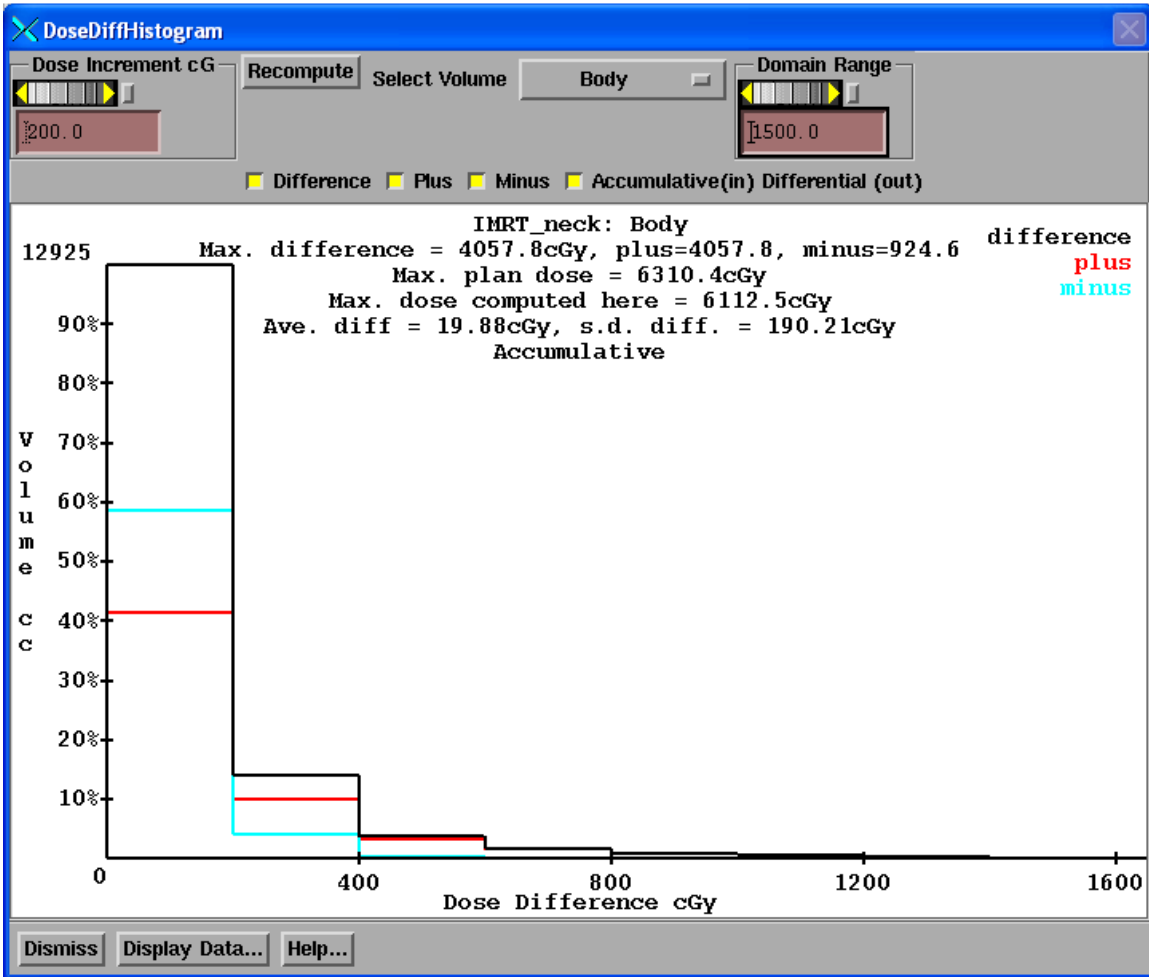 DoseDiffHistogram
Dose Increment cG
Recompute
Select Volume
Body
Domain Range
200.0
1500.0
Difference
Plus
Minus
Accumulative(in) Differential (out)
IMRT_neck: Body
Max. difference = 4057.8cGy, plus=4057.8, minus=924.6
Max. plan dose = 6310.4cGy
Max. dose computed here = 6112.5cGy
Ave. diff = 19.88cGy, s.d. diff. = 190.21cGy
Accumulative
difference
plus
minus
12925
90%
80%
70%
60%
50%
40%
30%
20%
10%
Volume cc
0
400
800
1200
1600
Dose Difference cGy
Dismiss
Display Data...
Help...